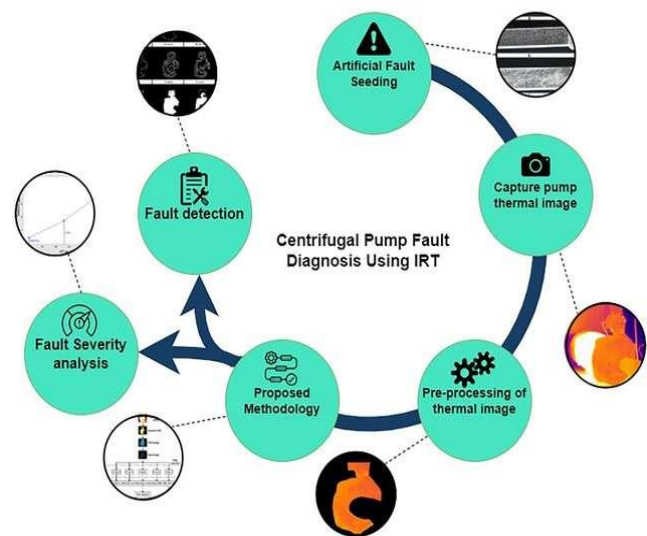 Artificial Fault
Seeding
Capture pump
thermal image
Pre-processing of
thermal image
Proposed
Methodology
Fault detection
Fault Severity
analysis
Centrifugal Pump Fault
Diagnosis Using IRT